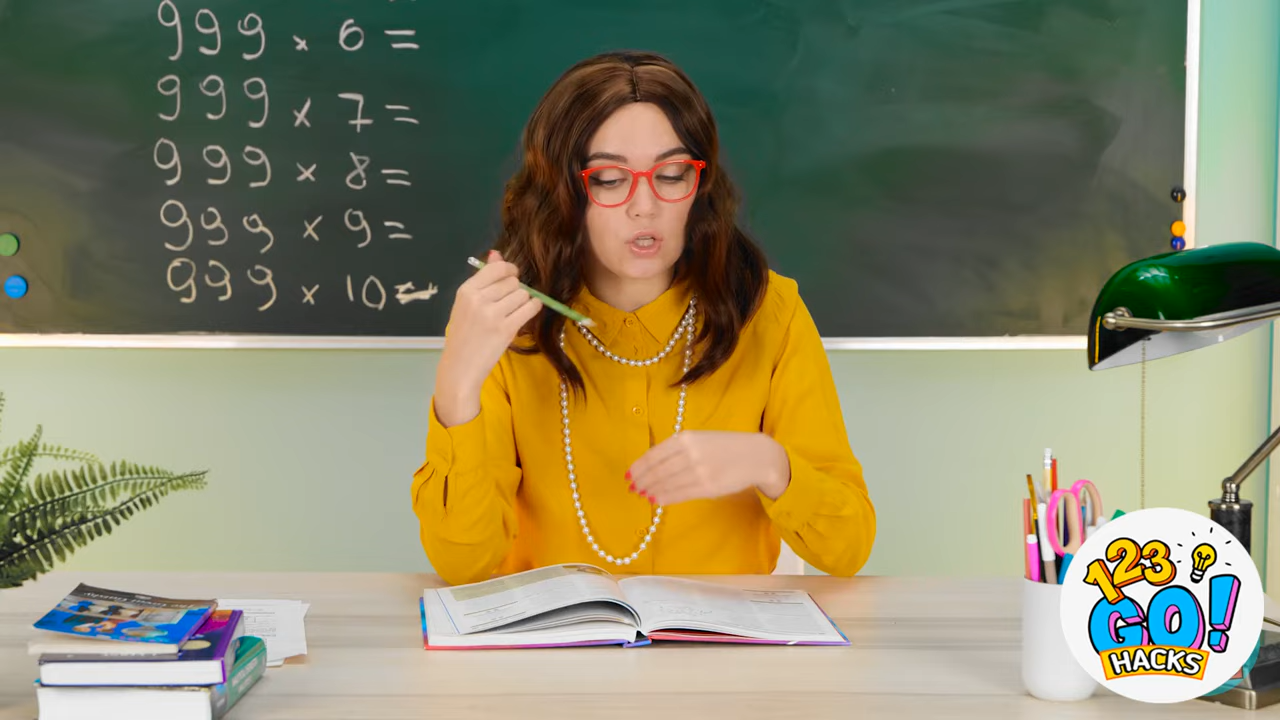 999 x 6 =
999 x 7 =
999 x 8 =
999 x 9 =
999 x 10 =
123
GO!
HACKS